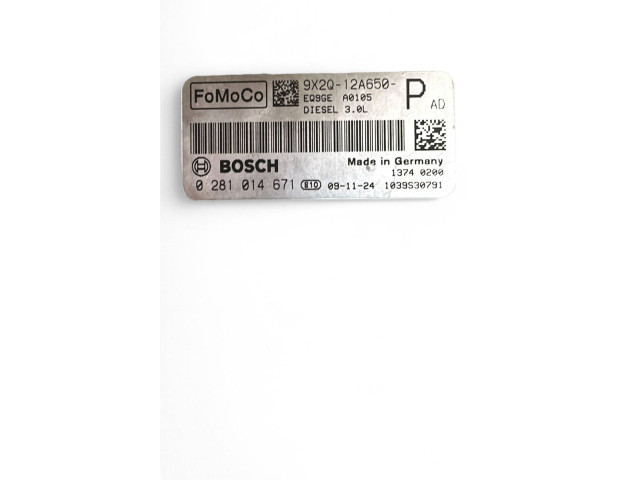 FoMoCo
9X2Q-12A650-
P AD
EQ9GE A0105
DIESEL 3.0L
BOSCH
Made in Germany
1374 0200
0 281 014 671 810 09-11-24 1039S30791